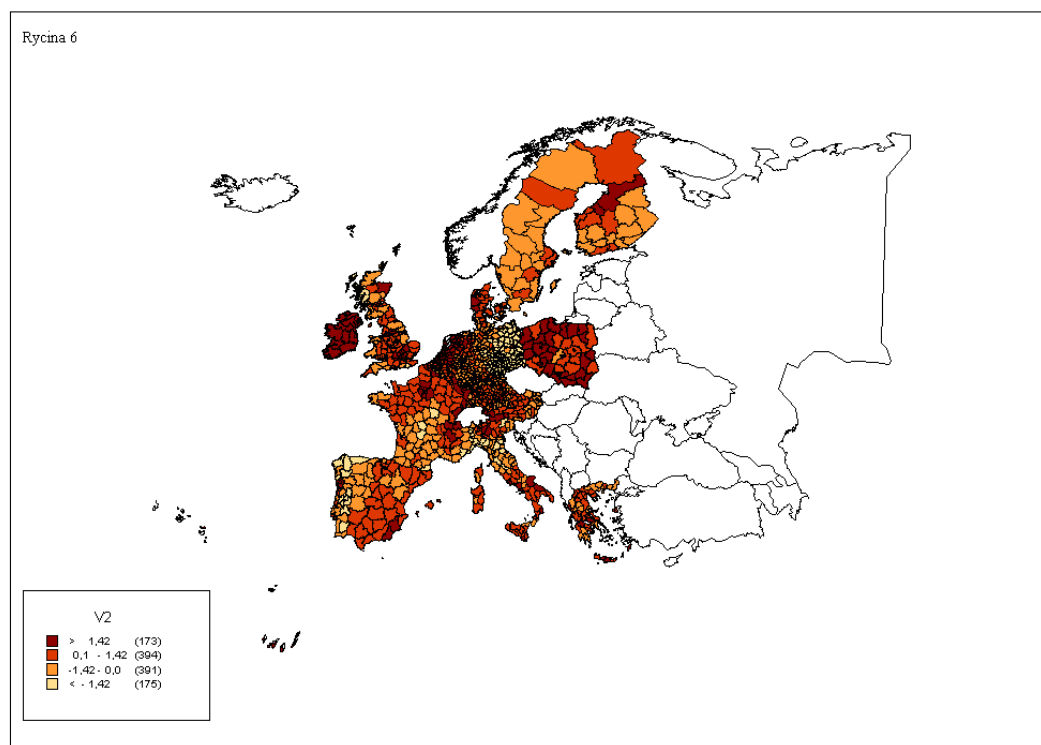 Rycina 6
V2
> 1,42 (173)
0,1 - 1,42 (394)
-1,42 - 0,0 (391)
< - 1,42 (175)